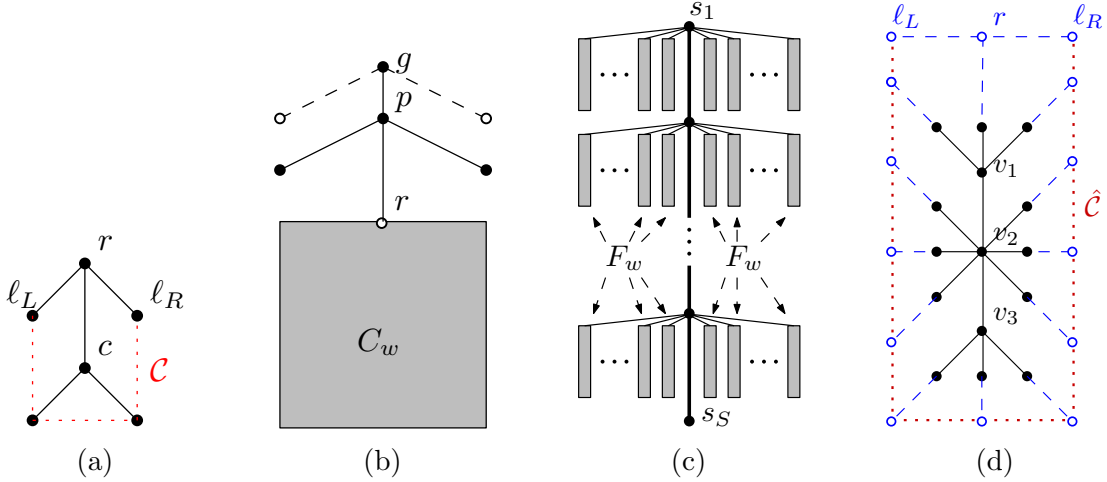 r
ℓ_L
ℓ_R
c
𝒞
(a)
g
p
r
C_w
(b)
s_1
...
...
...
...
F_w
F_w
...
...
s_S
(c)
ℓ_L
r
ℓ_R
v_1
𝒞̂
v_2
v_3
(d)